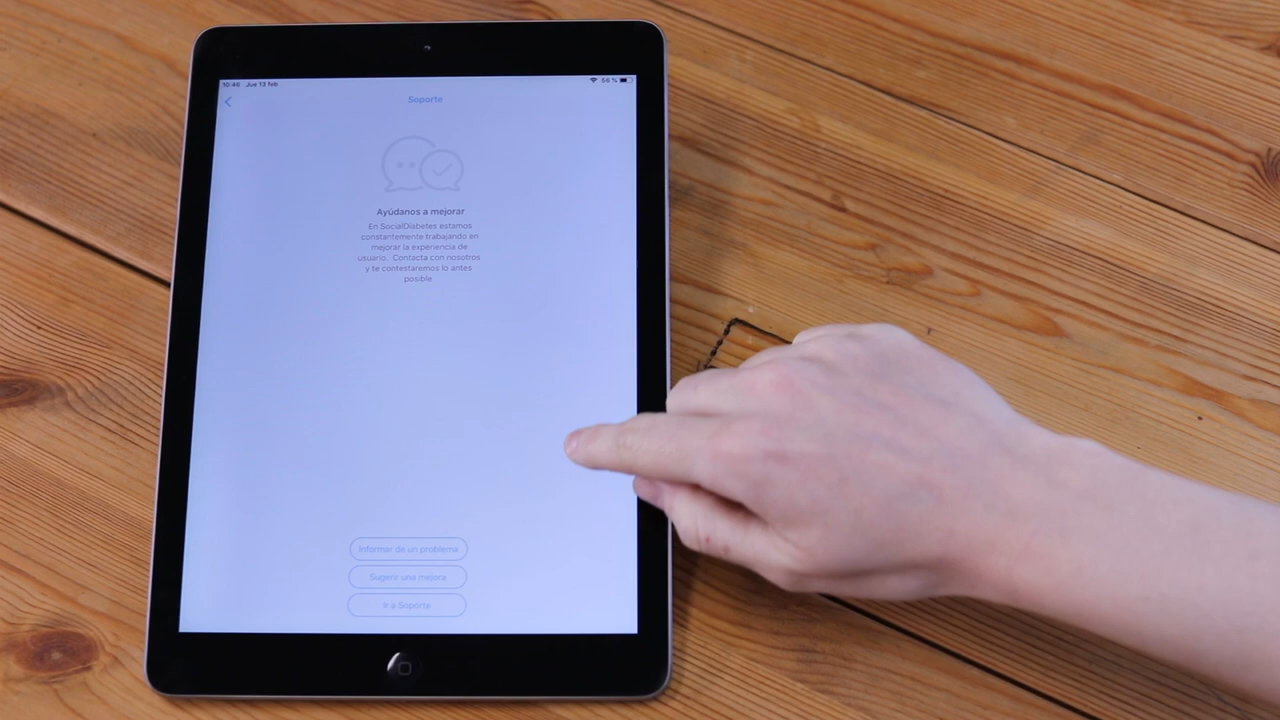 10:46 Jue 13 feb
56 %
Soporte
Ayúdanos a mejorar
En SocialDiabetes estamos
constantemente trabajando en
mejorar la experiencia de
usuario. Contacta con nosotros
y te contestaremos lo antes
posible
Informar de un problema
Sugerir una mejora
Ir a Soporte